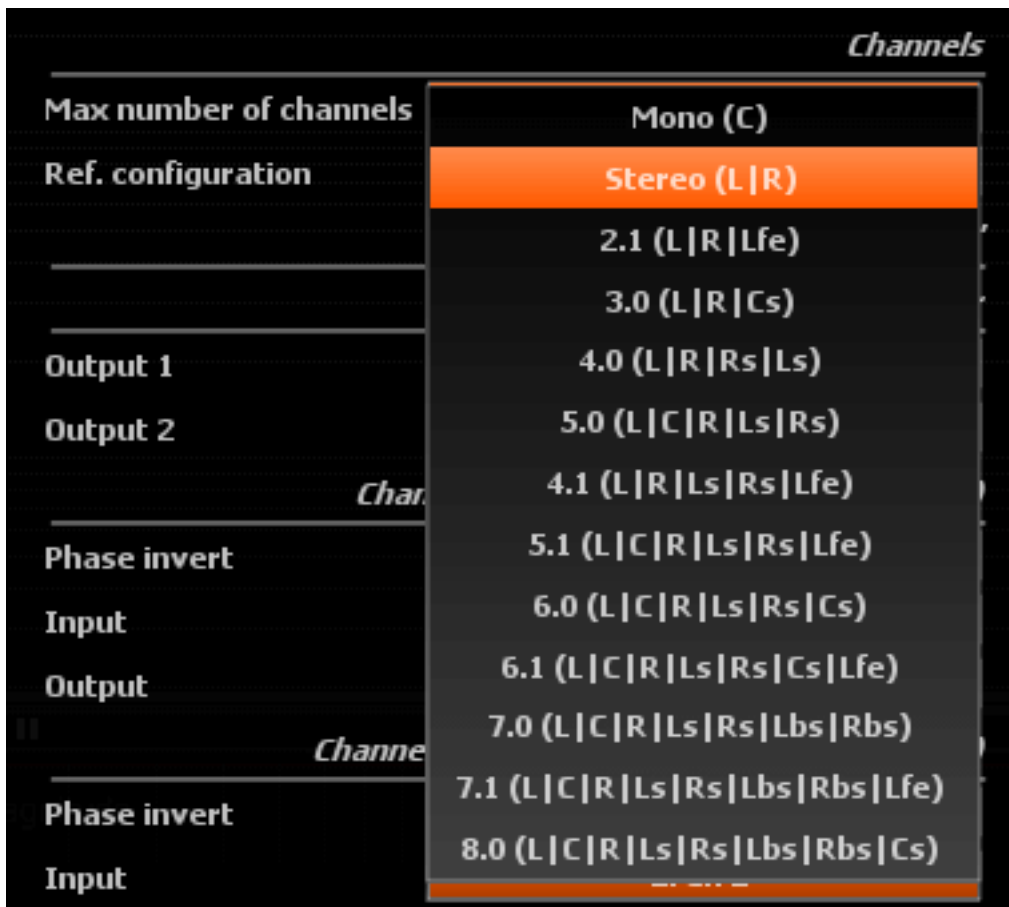 Channels
Max number of channels
Mono (C)
Ref. configuration
Stereo (L|R)
2.1 (L|R|Lfe)
3.0 (L|R|Cs)
Output 1
4.0 (L|R|Rs|Ls)
Output 2
5.0 (L|C|R|Ls|Rs)
4.1 (L|R|Ls|Rs|Lfe)
Phase invert
5.1 (L|C|R|Ls|Rs|Lfe)
Input
6.0 (L|C|R|Ls|Rs|Cs)
Output
6.1 (L|C|R|Ls|Rs|Cs|Lfe)
7.0 (L|C|R|Ls|Rs|Lbs|Rbs)
7.1 (L|C|R|Ls|Rs|Lbs|Rbs|Lfe)
Phase invert
8.0 (L|C|R|Ls|Rs|Lbs|Rbs|Cs)
Input